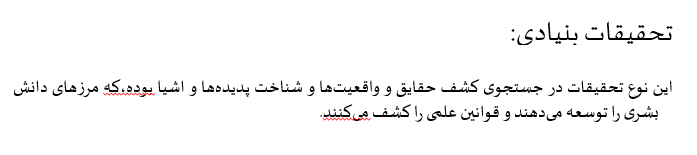 تحقیقات بنیادی:
این نوع تحقیقات در جستجوی کشف حقایق و واقعیت‌ها و شناخت پدیده‌ها و اشیا بوده،که مرزهای دانش
بشری را توسعه می‌دهند و قوانین علمی را کشف می‌کنند.